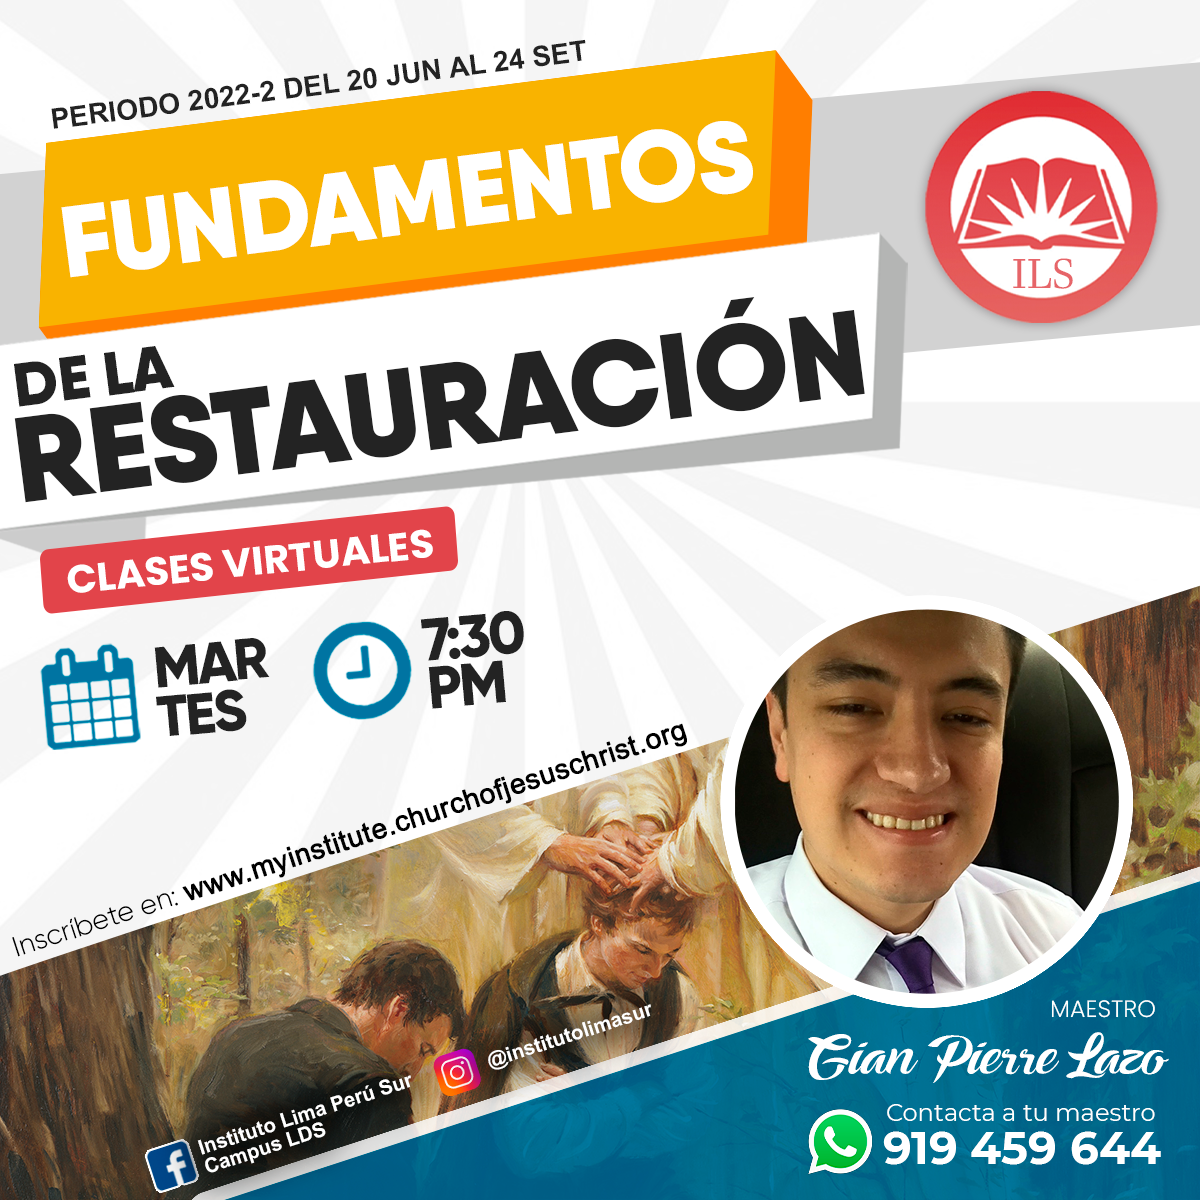 PERIODO 2022-2 DEL 20 JUN AL 24 SET
FUNDAMENTOS
DE LA
RESTAURACIÓN
ILS
CLASES VIRTUALES
MAR
TES
7:30
PM
Inscríbete en: www.myinstitute.churchofjesuschrist.org
MAESTRO
Gian Pierre Lazo
Contacta a tu maestro
919 459 644
@institutolimasur
Instituto Lima Perú Sur
Campus LDS